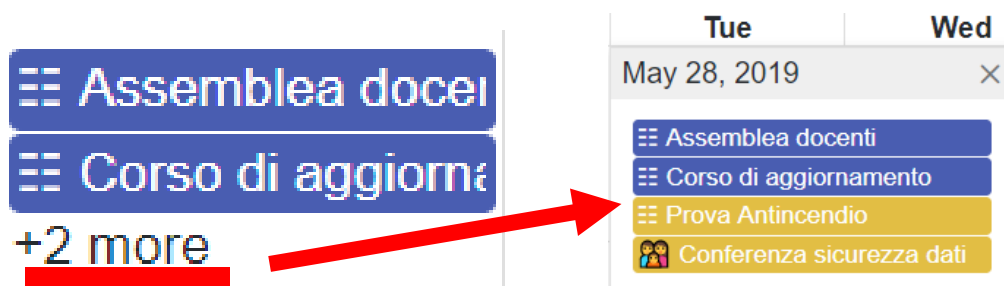 Assemblea docen
Corso di aggiorna
+2 more
Tue
Wed
May 28, 2019
Assemblea docenti
Corso di aggiornamento
Prova Antincendio
Conferenza sicurezza dati